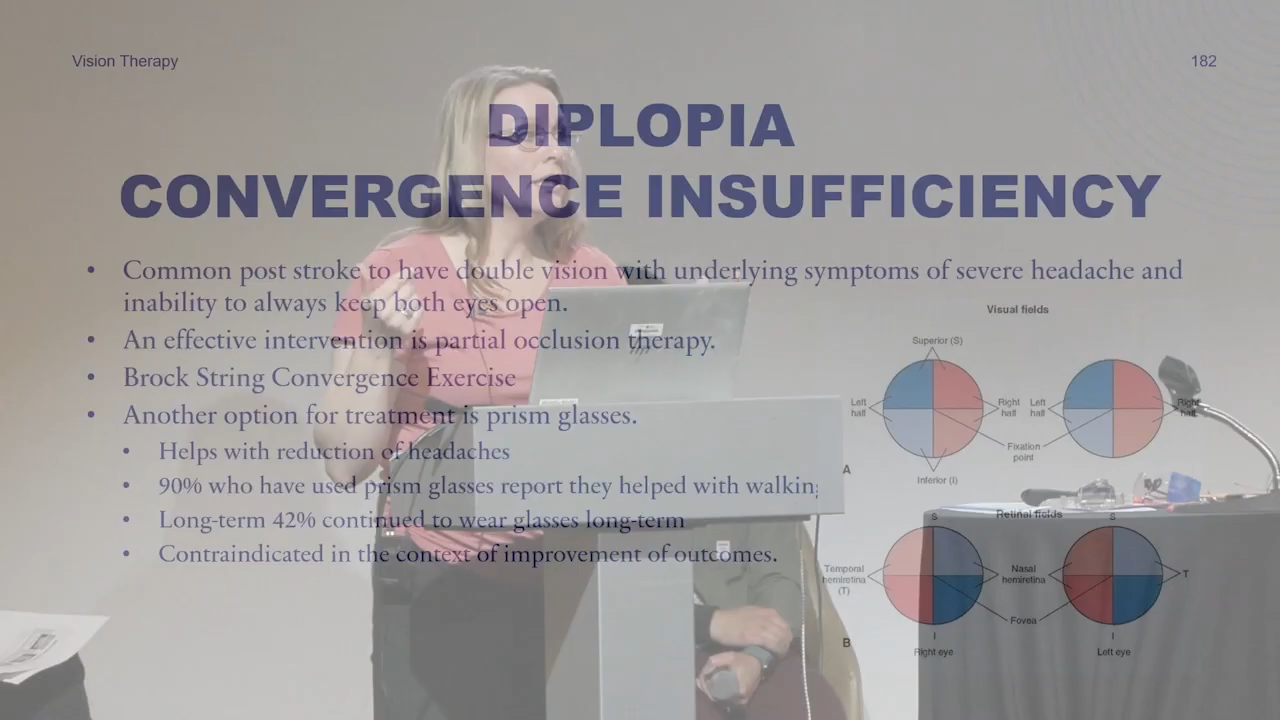 Vision Therapy
182
DIPLOPIA
CONVERGENCE INSUFFICIENCY
• Common post stroke to have double vision with underlying symptoms of severe headache and
inability to always keep both eyes open.
• An effective intervention is partial occlusion therapy.
• Brock String Convergence Exercise
• Another option for treatment is prism glasses.
• Helps with reduction of headaches
• 90% who have used prism glasses report they helped with walking
• Long-term 42% continued to wear glasses long-term
• Contraindicated in the context of improvement of outcomes.
Visual fields
Superior (S)
Left
half
Right
half
Left
half
Right
half
Fixation
point
A
Inferior (I)
Retinal fields
S
S
Temporal
hemiretina
(T)
Nasal
hemiretina
T
Fovea
I
I
B
Right eye
Left eye